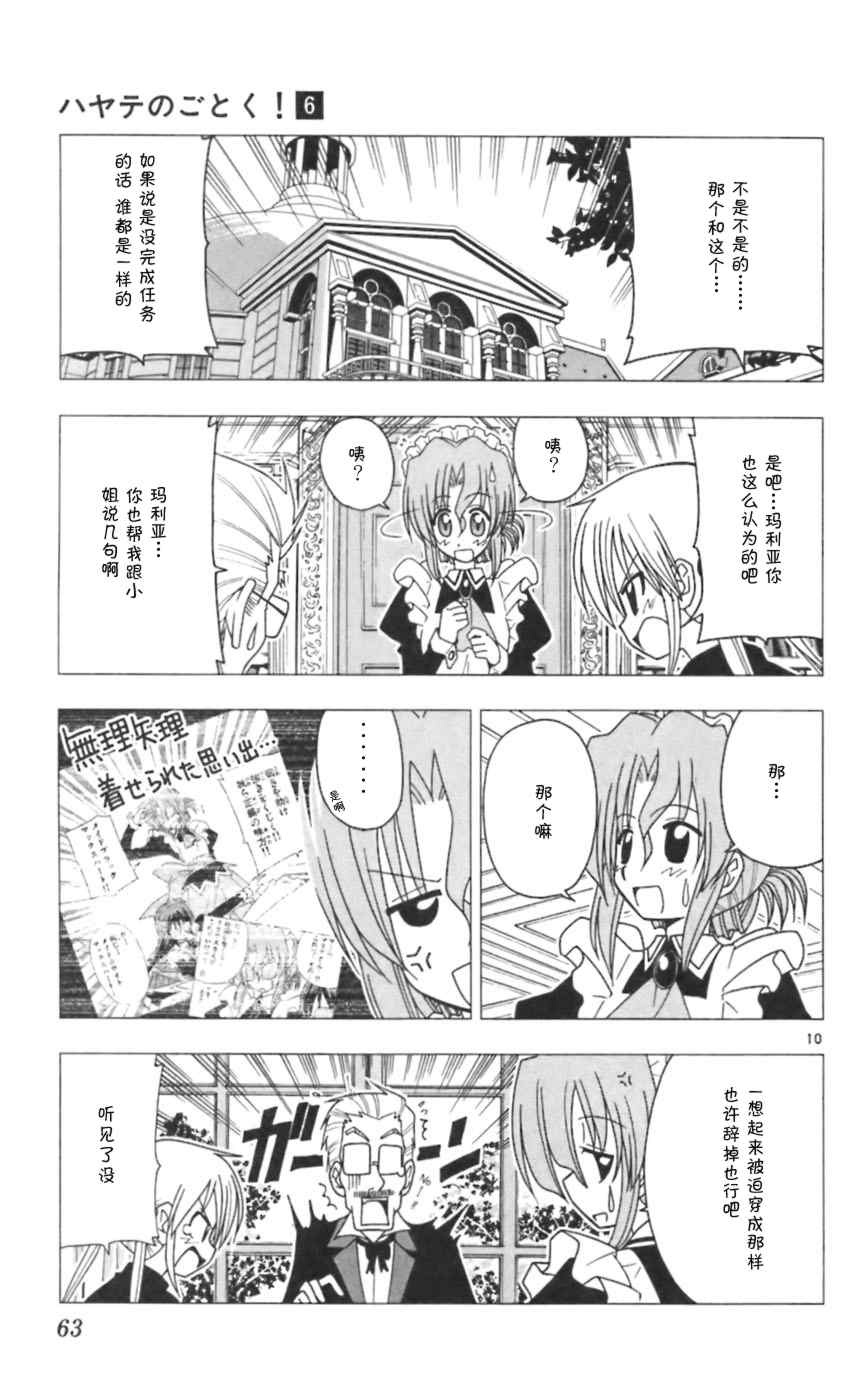 ハヤテのごとく！6
不是不是的……
那个和这个…
如果说是没完成任务
的话 谁都是一样的
是吧…玛利亚你
也这么认为的吧
咦？
咦？
玛利亚…
你也帮我跟小
姐说几句啊
那…
那个嘛
………
是啊
無理矢理
着せられた思い出…
10
一想起来被迫穿成那样
也许辞掉也行吧
ガーーン
听见了没
63